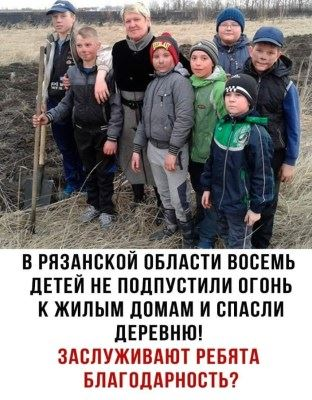 В РЯЗАНСКОЙ ОБЛАСТИ ВОСЕМЬ
ДЕТЕЙ НЕ ПОДПУСТИЛИ ОГОНЬ
К ЖИЛЫМ ДОМАМ И СПАСЛИ
ДЕРЕВНЮ!
ЗАСЛУЖИВАЮТ РЕБЯТА
БЛАГОДАРНОСТЬ?